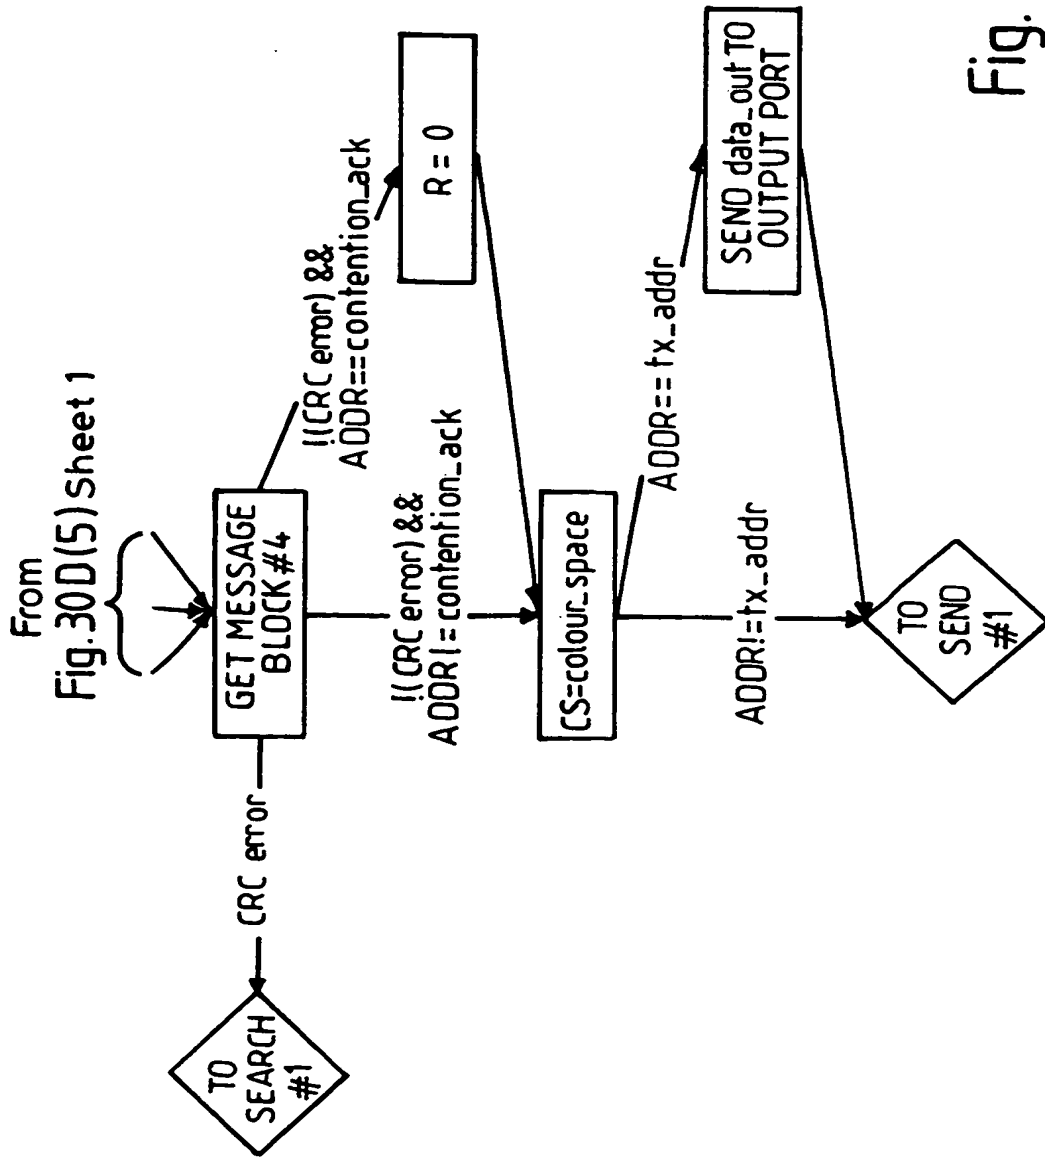 From
Fig.30D(5) Sheet 1
GET MESSAGE
BLOCK#4
CRC error
TO
SEARCH
#1
!(CRC error) &&
ADDR==contention_ack
R = 0
!(CRC error) &&
ADDR!=contention_ack
CS=colour_space
ADDR== tx_addr
SEND data_out TO
OUTPUT PORT
ADDR!=tx_addr
TO
SEND
#1
Fig.